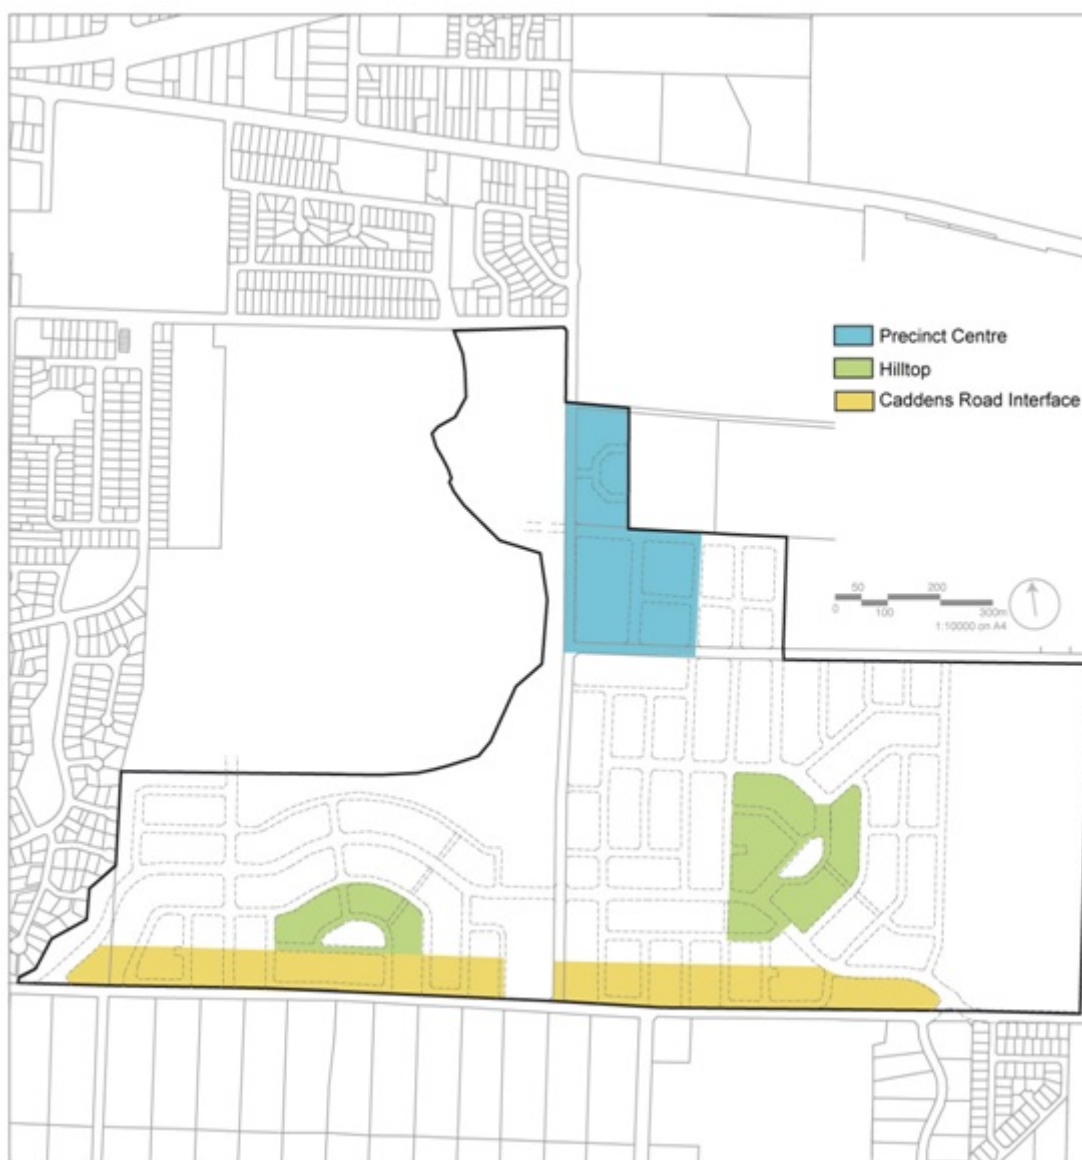 Precinct Centre
Hilltop
Caddens Road Interface
50 200
0 100 300m
1:10000 on A4